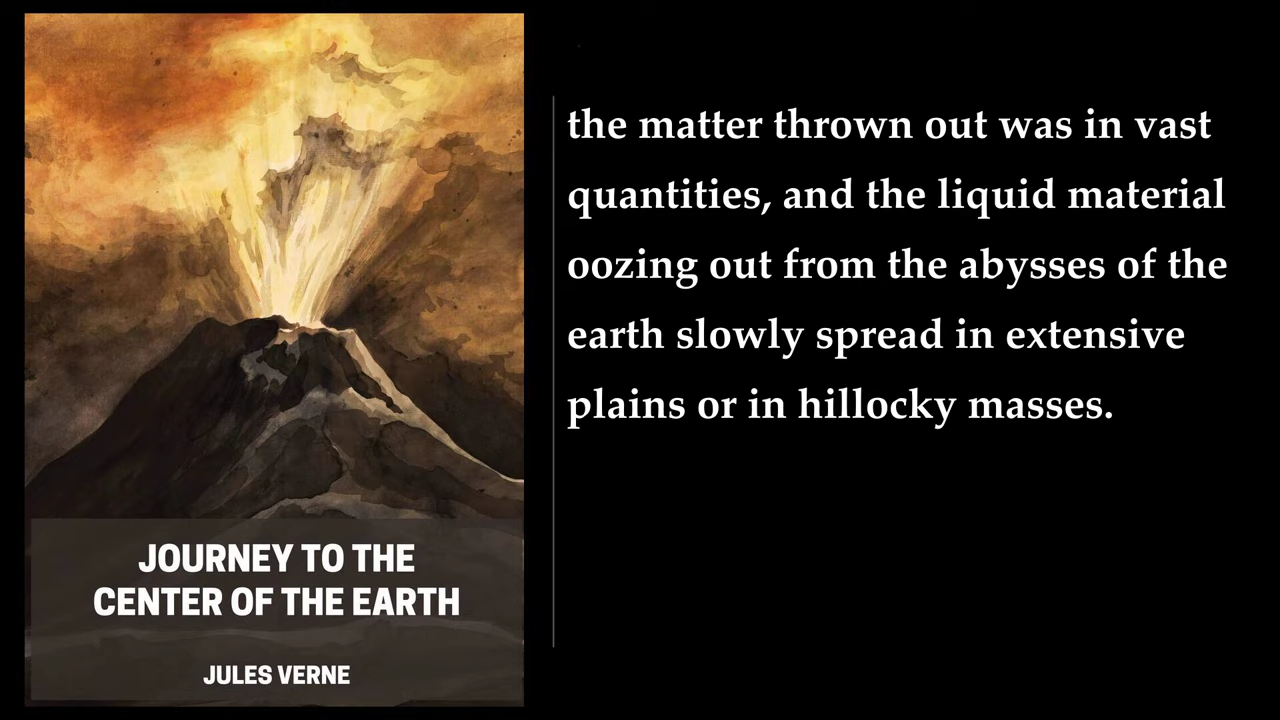 the matter thrown out was in vast
quantities, and the liquid material
oozing out from the abysses of the
earth slowly spread in extensive
plains or in hillocky masses.
JOURNEY TO THE
CENTER OF THE EARTH
JULES VERNE